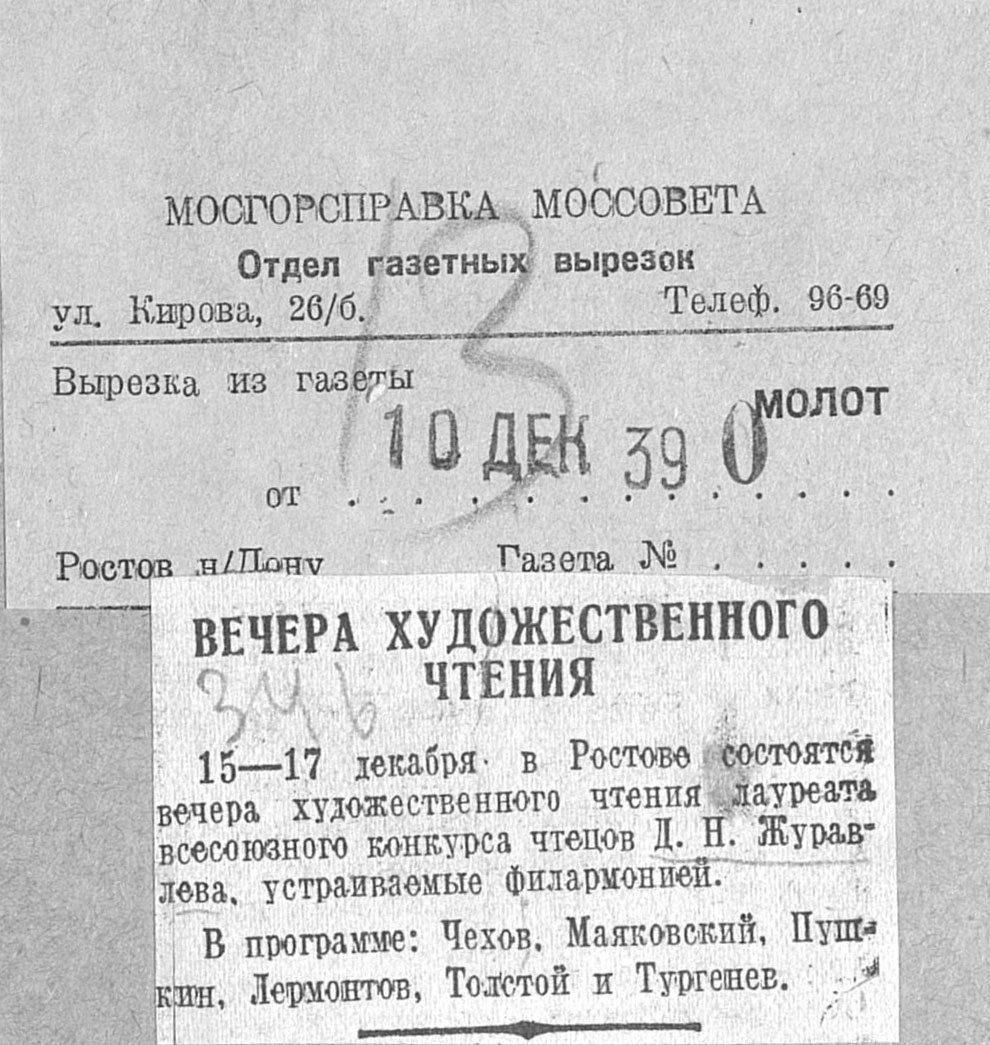 МОСГОРСПРАВКА МОССОВЕТА
Отдел газетных вырезок
ул. Кирова, 26/б. Телеф. 96-69
Вырезка из газеты
МОЛОТ
от . . . 10 ДЕК 39 0 . . .
Ростов н/Дону Газета № . . . . .
13
ВЕЧЕРА ХУДОЖЕСТВЕННОГО
ЧТЕНИЯ
15—17 декабря в Ростове состоятся
вечера художественного чтения лауреата
всесоюзного конкурса чтецов Д. Н. Журав-
лева, устраиваемые филармонией.
В программе: Чехов, Маяковский, Пуш-
кин, Лермонтов, Толстой и Тургенев.